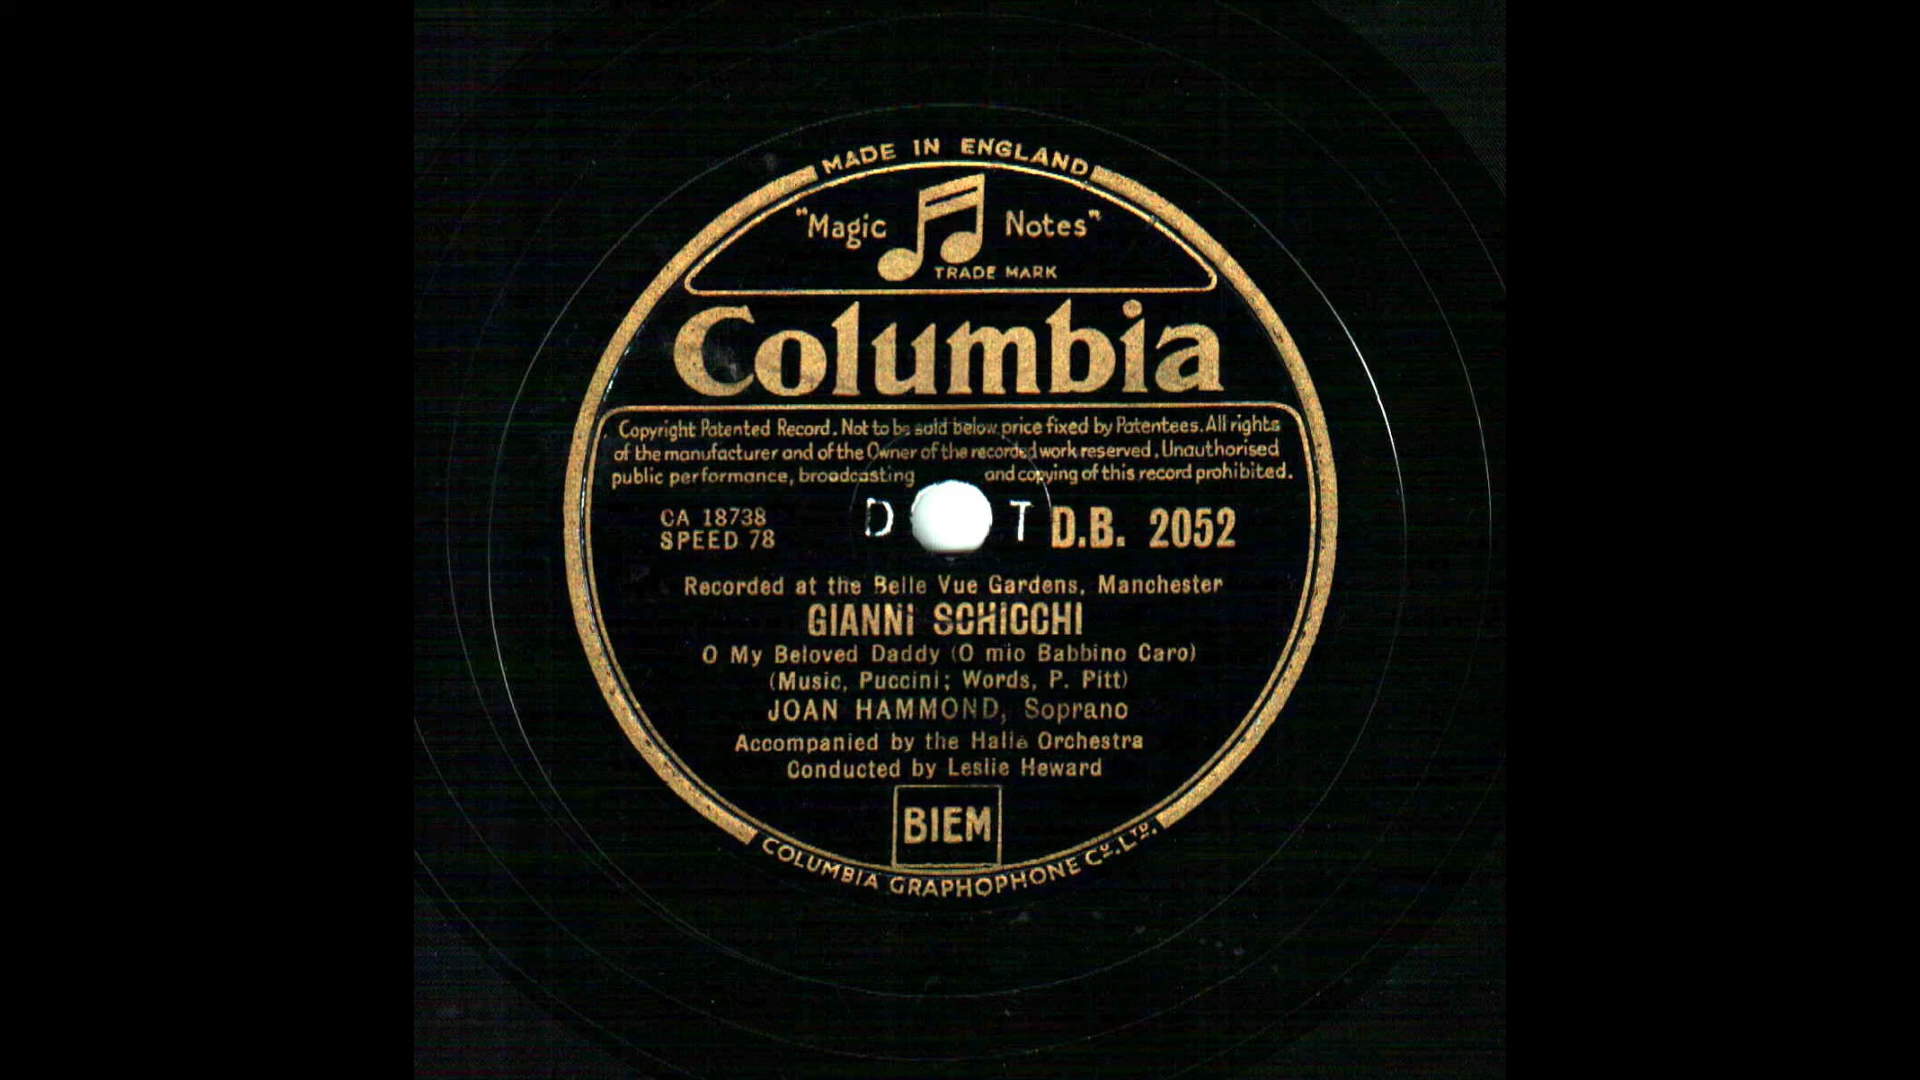 MADE IN ENGLAND
"Magic Notes"
TRADE MARK
Columbia
Copyright Patented Record. Not to be sold below price fixed by Patentees. All rights
of the manufacturer and of the Owner of the recorded work reserved. Unauthorised
public performance, broadcasting and copying of this record prohibited.
CA 18738
SPEED 78
D T
D.B. 2052
Recorded at the Belle Vue Gardens, Manchester
GIANNI SCHICCHI
O My Beloved Daddy (O mio Babbino Caro)
(Music, Puccini; Words, P. Pitt)
JOAN HAMMOND, Soprano
Accompanied by the Hallé Orchestra
Conducted by Leslie Heward
BIEM
COLUMBIA GRAPHOPHONE Cº. LTD.